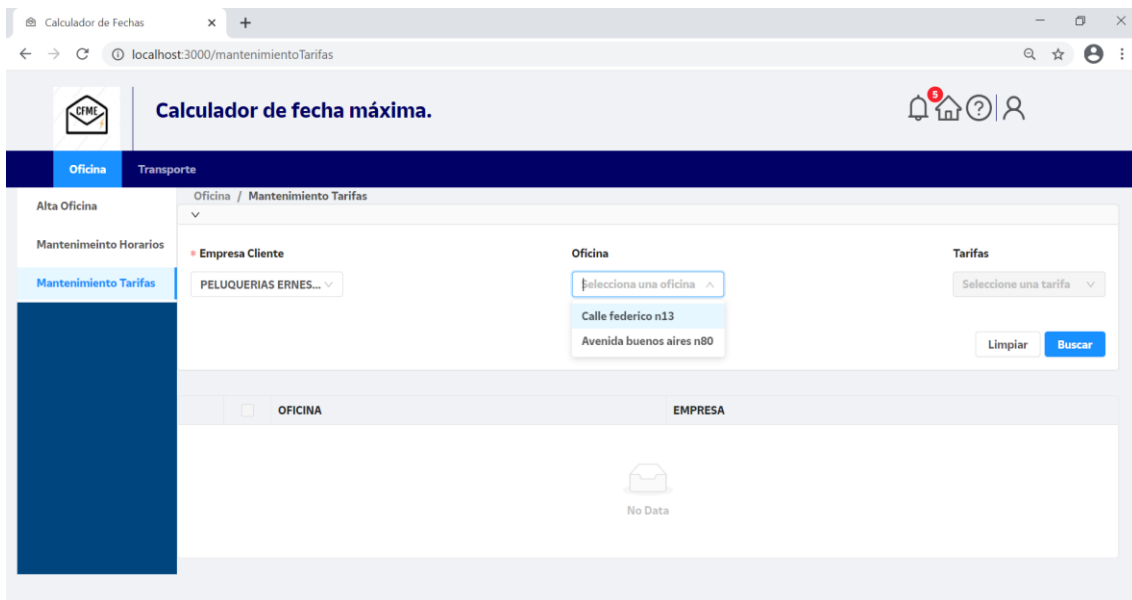 Calculador de Fechas
localhost:3000/mantenimientoTarifas
CFME
Calculador de fecha máxima.
5
Oficina Transporte
Alta Oficina
Mantenimeinto Horarios
Mantenimiento Tarifas
Oficina / Mantenimiento Tarifas
* Empresa Cliente Oficina Tarifas
PELUQUERIAS ERNES... Selecciona una oficina Seleccione una tarifa
Calle federico n13
Avenida buenos aires n80
Limpiar Buscar
OFICINA EMPRESA
No Data